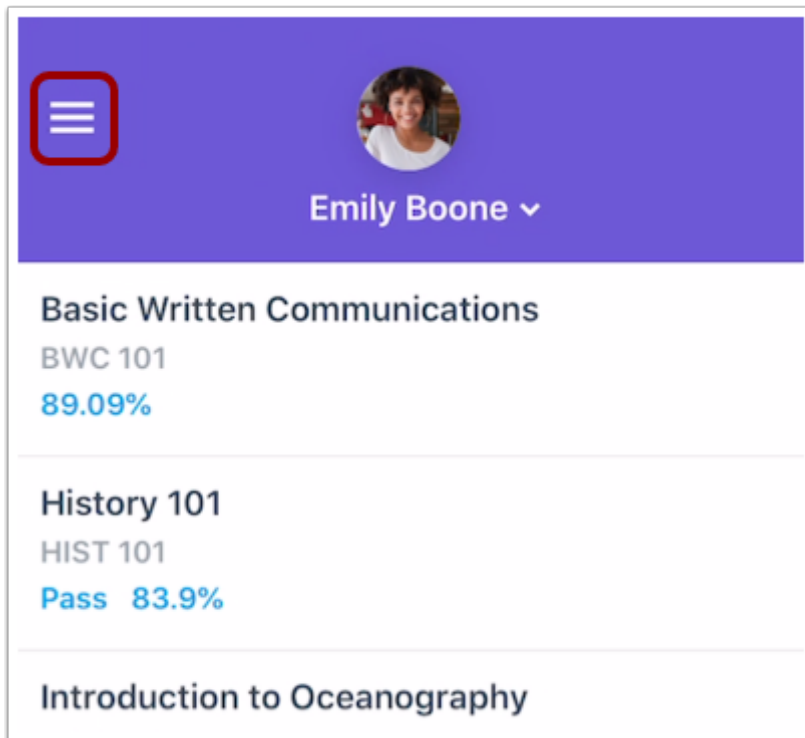 Emily Boone
Basic Written Communications
BWC 101
89.09%
History 101
HIST 101
Pass 83.9%
Introduction to Oceanography